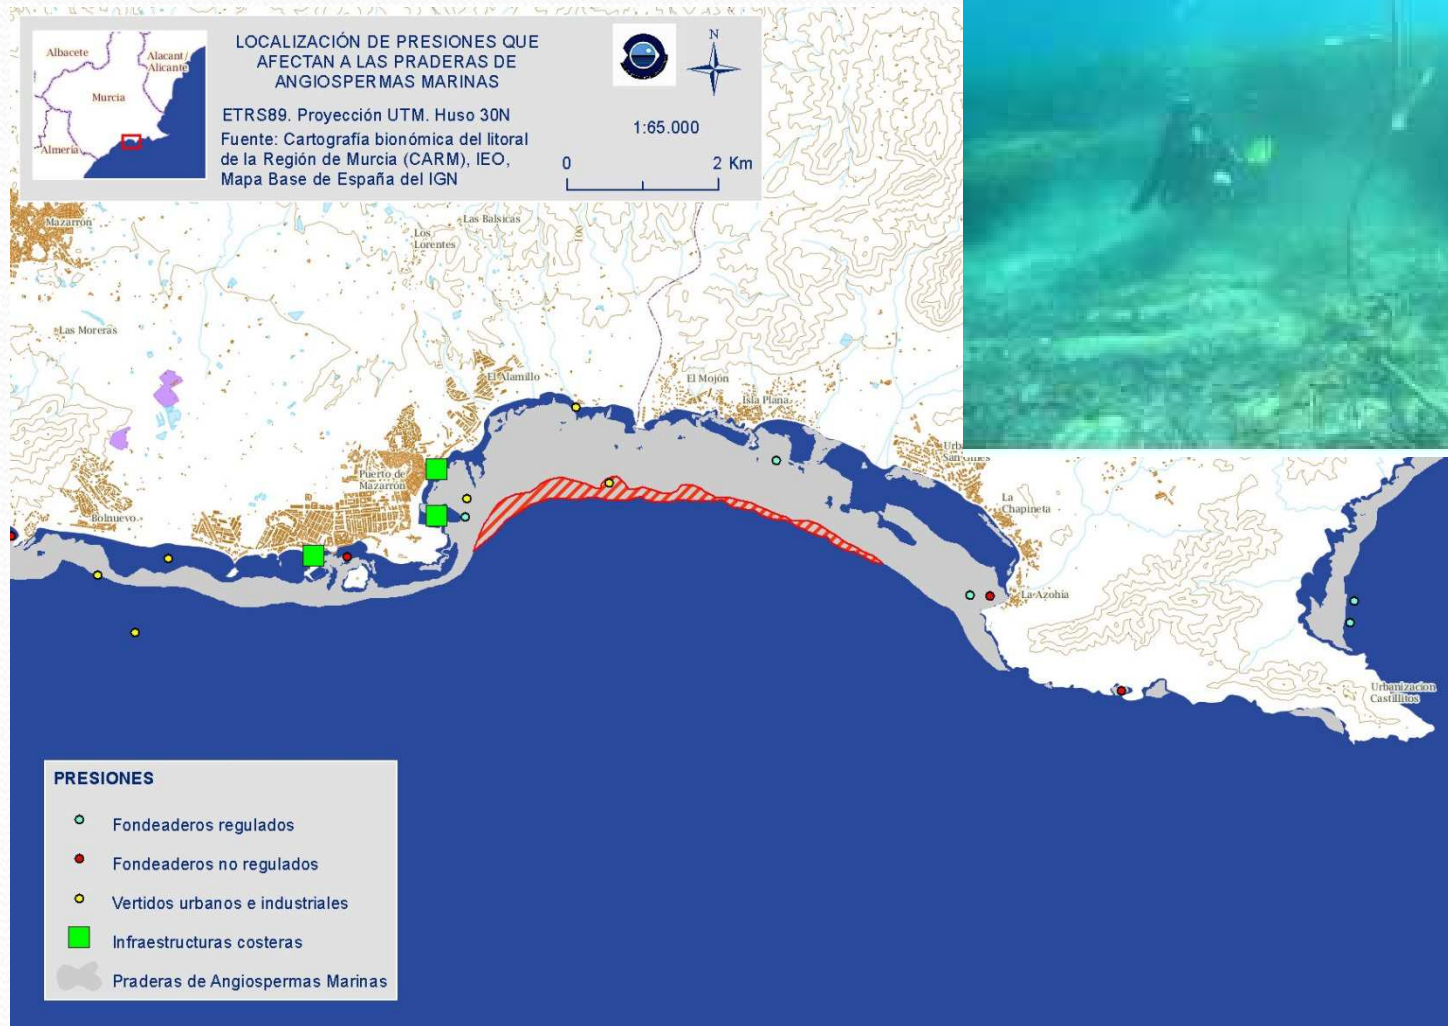 LOCALIZACIÓN DE PRESIONES QUE
AFECTAN A LAS PRADERAS DE
ANGIOSPERMAS MARINAS
ETRS89. Proyección UTM. Huso 30N
Fuente: Cartografía bionómica del litoral
de la Región de Murcia (CARM), IEO,
Mapa Base de España del IGN
N
1:65.000
0 2 Km
Albacete
Alacant/
Alicante
Murcia
Almería
Mazarrón
Las Balsicas
Los
Lorentes
Las Moreras
El Alamillo
El Mojón
Isla Plana
Puerto de
Mazarrón
Bolnuevo
La
Chapineta
La Azohía
Urbanizacion
Castillitos
PRESIONES
Fondeaderos regulados
Fondeaderos no regulados
Vertidos urbanos e industriales
Infraestructuras costeras
Praderas de Angiospermas Marinas